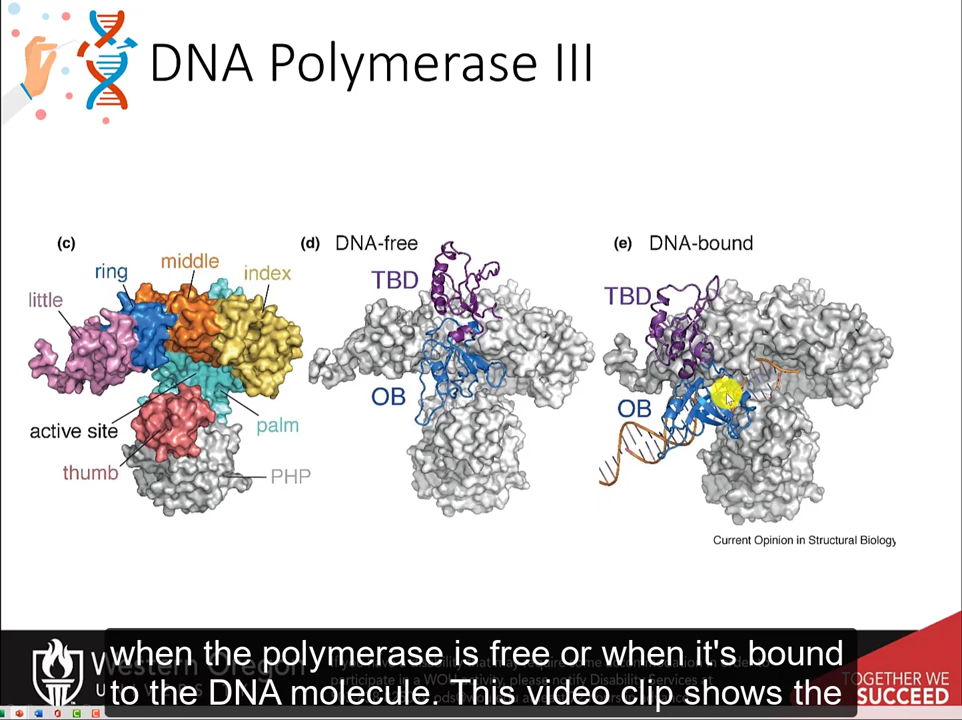 DNA Polymerase III
(c)
ring
middle
index
little
active site
thumb
palm
PHP
(d) DNA-free
TBD
OB
(e) DNA-bound
TBD
OB
Current Opinion in Structural Biology
when the polymerase is free or when it's bound
to the DNA molecule. This video clip shows the
TOGETHER WE
SUCCEED